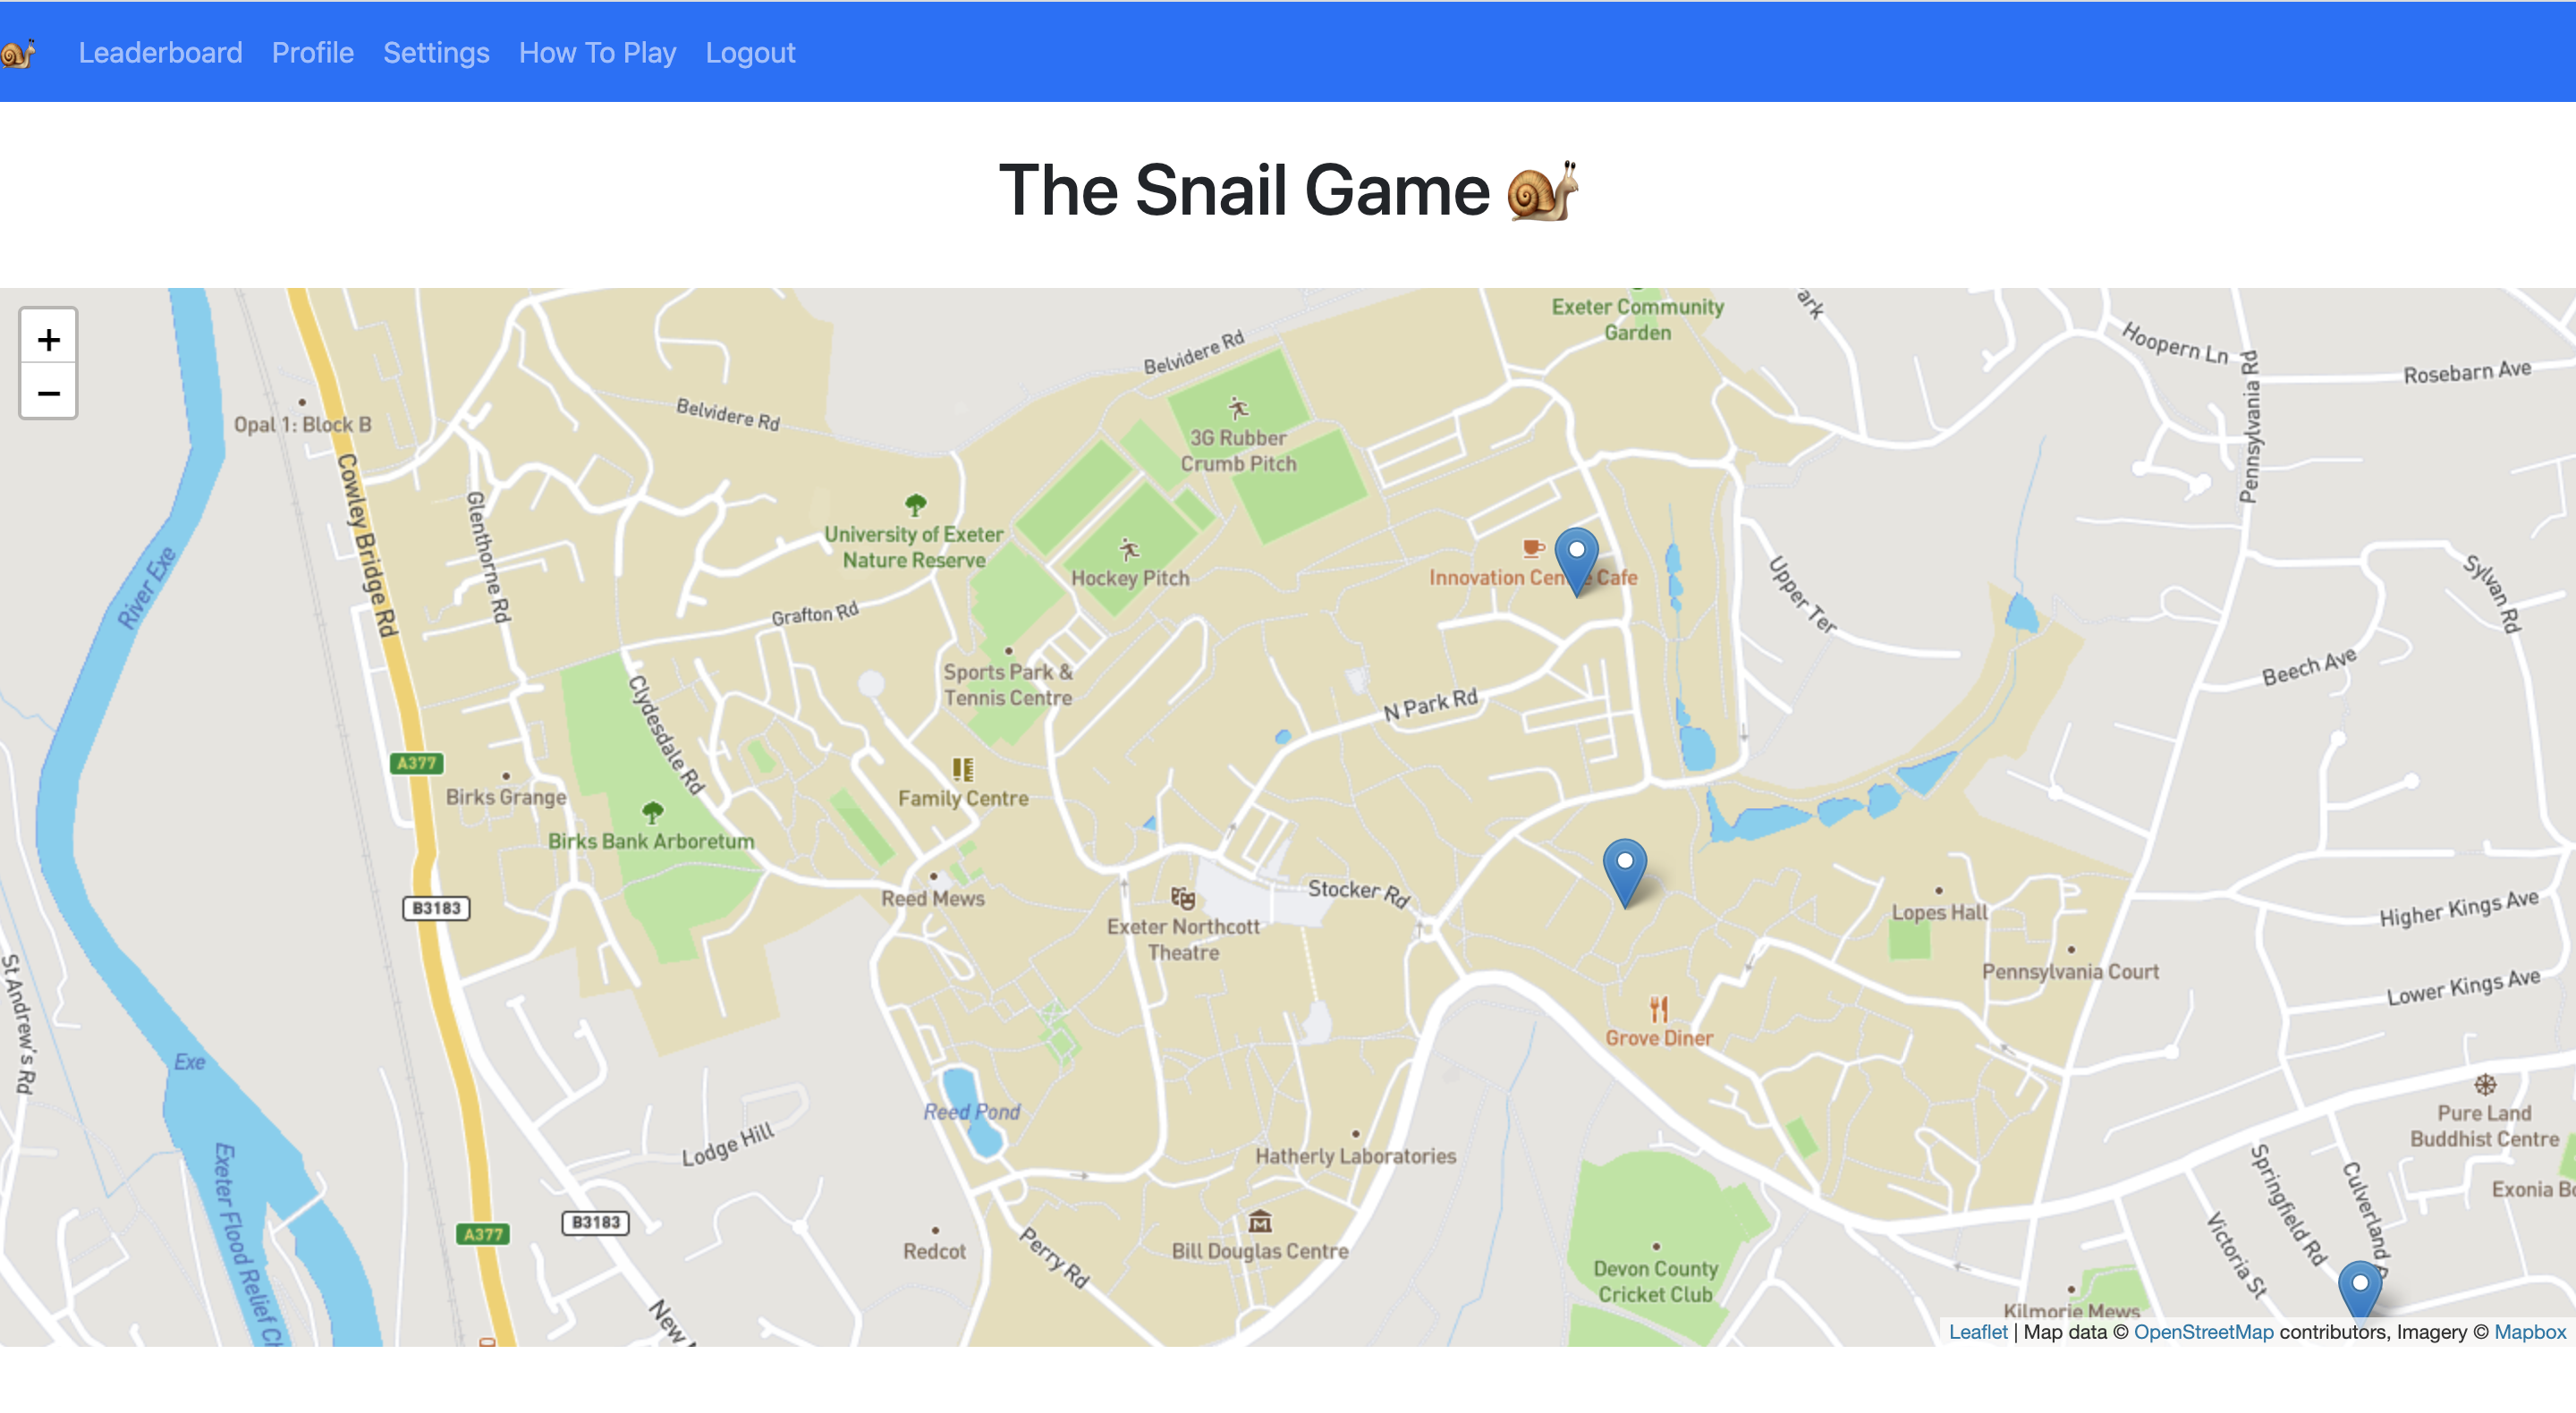 Leaderboard Profile Settings How To Play Logout
The Snail Game
+
−
Exeter Community
Garden
ark
Hoopern Ln
Pennsylvania Rd
Rosebarn Ave
Belvidere Rd
Belvidere Rd
Opal 1: Block B
3G Rubber
Crumb Pitch
Cowley Bridge Rd
Glenthorne Rd
University of Exeter
Nature Reserve
Hockey Pitch
Innovation Cen e Cafe
Upper Ter
Sylvan Rd
River Exe
Grafton Rd
Sports Park &
Tennis Centre
Beech Ave
N Park Rd
Clydesdale Rd
A377
Birks Grange
Family Centre
Birks Bank Arboretum
Reed Mews
Stocker Rd
B3183
Exeter Northcott
Theatre
Lopes Hall
Higher Kings Ave
Pennsylvania Court
Lower Kings Ave
St Andrew's Rd
Grove Diner
Exe
Reed Pond
Pure Land
Buddhist Centre
Lodge Hill
Hatherly Laboratories
Exonia
Springfield Rd
Culverland
Victoria St
Exeter Flood Relief Ch
B3183
A377
Redcot
Perry Rd
Bill Douglas Centre
Devon County
Cricket Club
New
Kilmorie Mews
Leaflet | Map data © OpenStreetMap contributors, Imagery © Mapbox